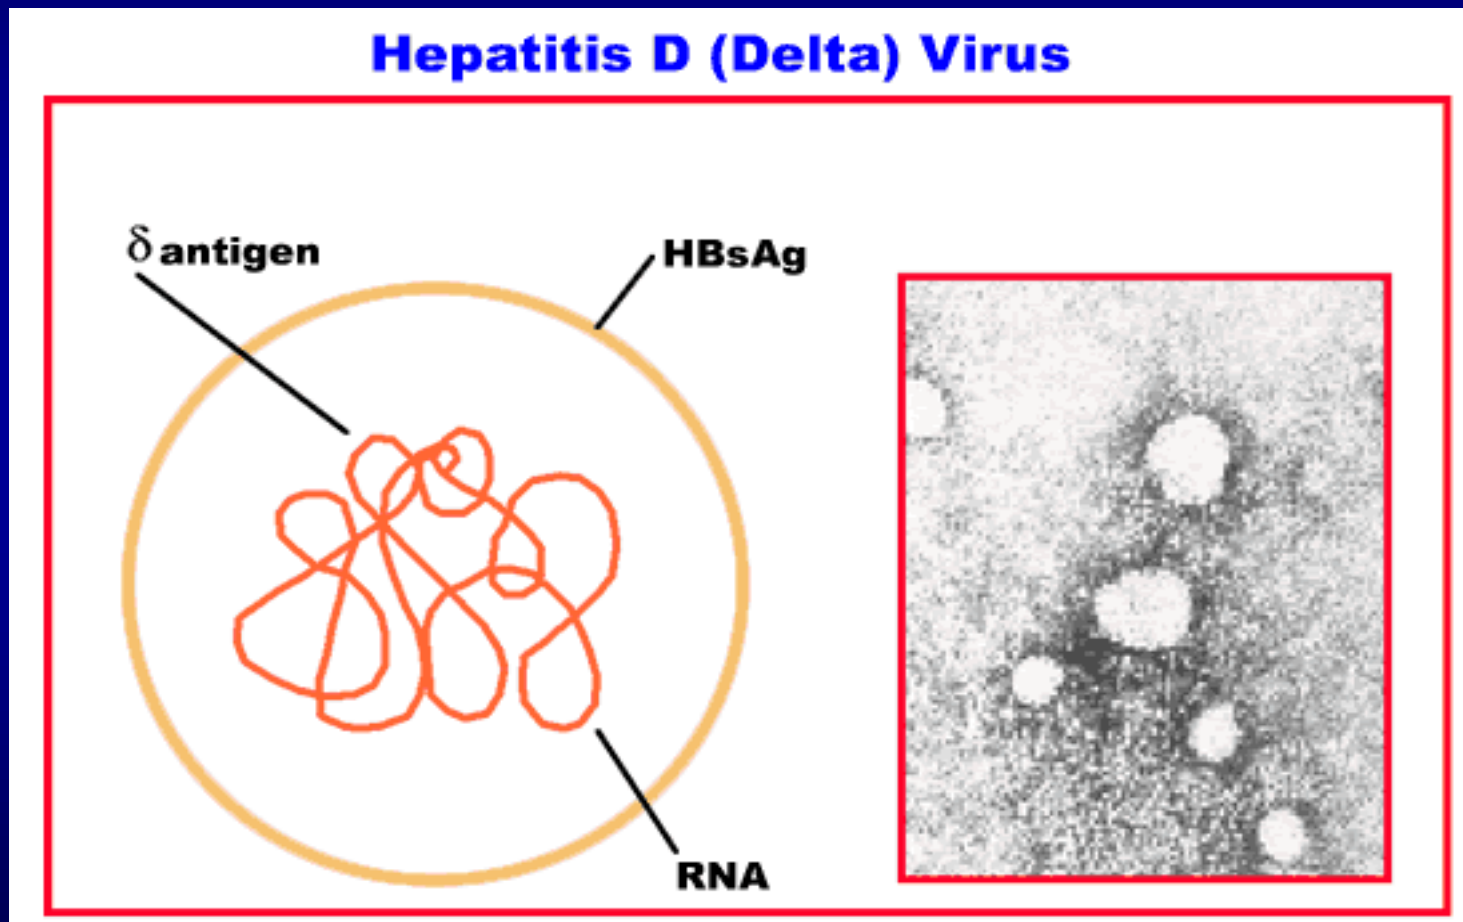 Hepatitis D (Delta) Virus
δ antigen
HBsAg
RNA